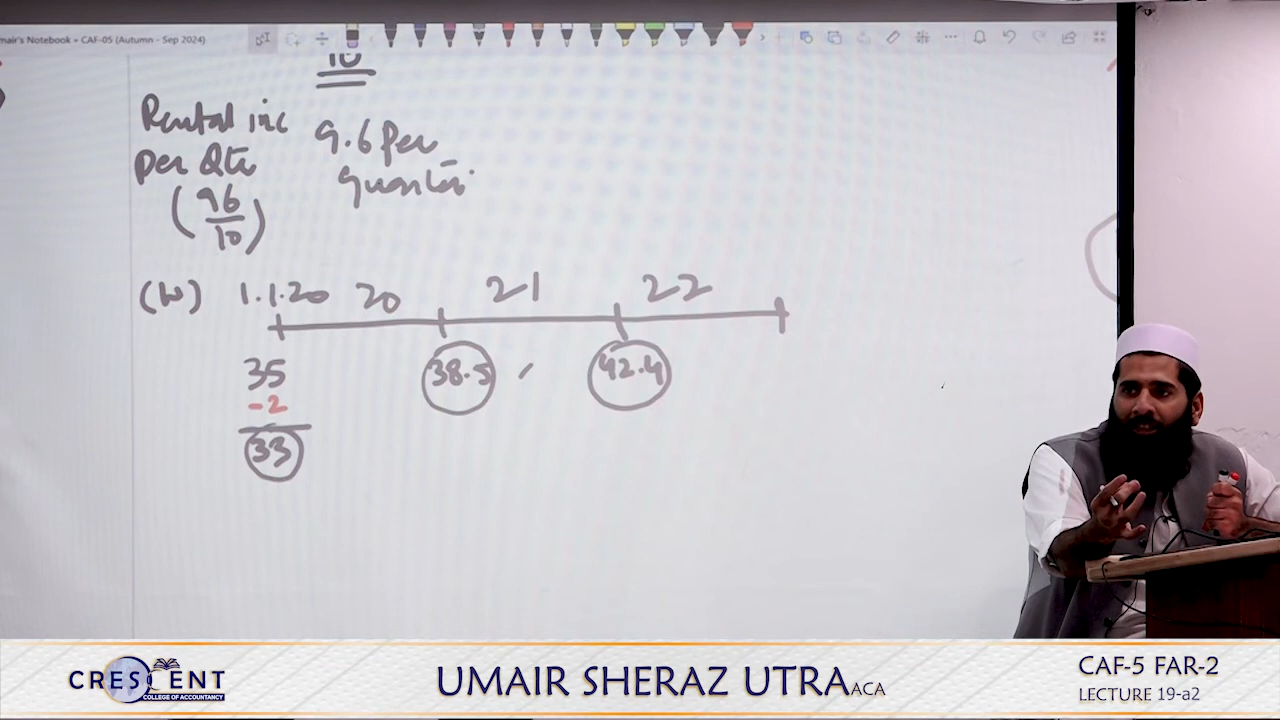 mair's Notebook » CAF-05 (Autumn - Sep 2024)
10
Rental inc
per Qtr
(96/10)
9.6 Per
quarter
(W) 1.1.20 20 21 22
35 38.5 42.4
-2
33
CRESCENT
COLLEGE OF ACCOUNTANCY
UMAIR SHERAZ UTRA ACA
CAF-5 FAR-2
LECTURE 19-a2